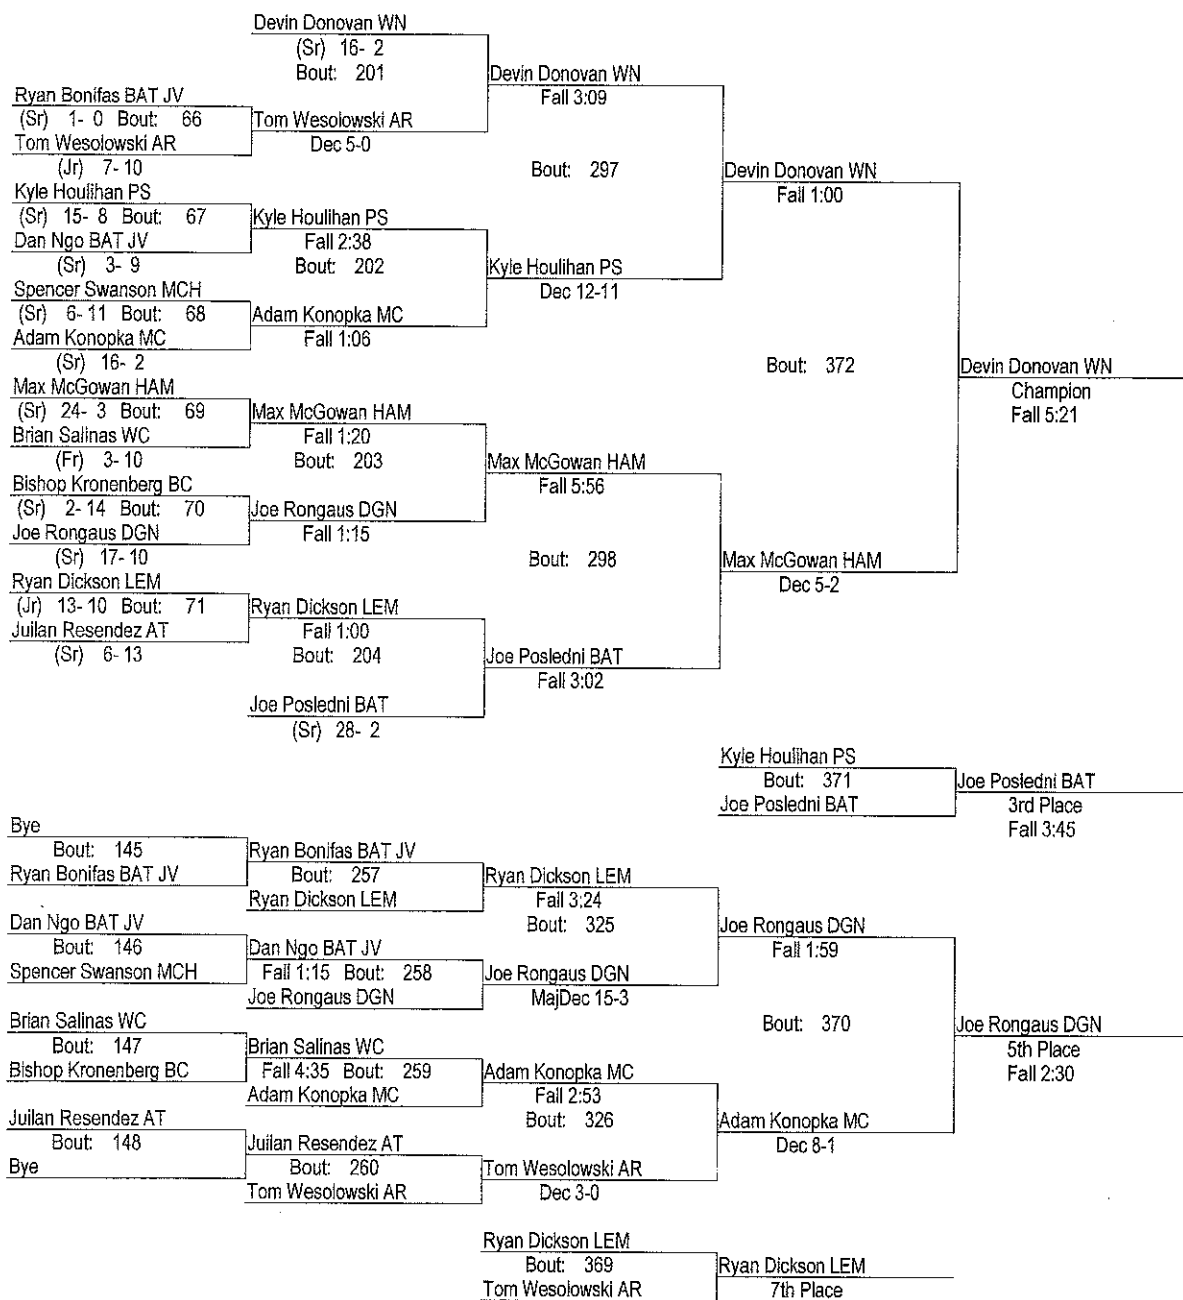 Devin Donovan WN
(Sr) 16- 2
Bout: 201
Devin Donovan WN
Fall 3:09
Ryan Bonifas BAT JV
(Sr) 1- 0 Bout: 66
Tom Wesolowski AR
Tom Wesolowski AR
Dec 5-0
(Jr) 7- 10
Bout: 297
Devin Donovan WN
Fall 1:00
Kyle Houlihan PS
(Sr) 15- 8 Bout: 67
Kyle Houlihan PS
Dan Ngo BAT JV
Fall 2:38
(Sr) 3- 9
Bout: 202
Kyle Houlihan PS
Dec 12-11
Spencer Swanson MCH
(Sr) 6- 11 Bout: 68
Adam Konopka MC
Adam Konopka MC
Fall 1:06
(Sr) 16- 2
Bout: 372
Devin Donovan WN
Champion
Fall 5:21
Max McGowan HAM
(Sr) 24- 3 Bout: 69
Max McGowan HAM
Brian Salinas WC
Fall 1:20
(Fr) 3- 10
Bout: 203
Max McGowan HAM
Fall 5:56
Bishop Kronenberg BC
(Sr) 2- 14 Bout: 70
Joe Rongaus DGN
Joe Rongaus DGN
Fall 1:15
(Sr) 17- 10
Bout: 298
Max McGowan HAM
Dec 5-2
Ryan Dickson LEM
(Jr) 13- 10 Bout: 71
Ryan Dickson LEM
Juilan Resendez AT
Fall 1:00
(Sr) 6- 13
Bout: 204
Joe Posledni BAT
Fall 3:02
Joe Posledni BAT
(Sr) 28- 2
Kyle Houlihan PS
Bout: 371
Joe Posledni BAT
Joe Posledni BAT
3rd Place
Fall 3:45
Bye
Bout: 145
Ryan Bonifas BAT JV
Ryan Bonifas BAT JV
Bout: 257
Ryan Dickson LEM
Ryan Dickson LEM
Fall 3:24
Bout: 325
Dan Ngo BAT JV
Bout: 146
Spencer Swanson MCH
Dan Ngo BAT JV
Fall 1:15 Bout: 258
Joe Rongaus DGN
Joe Rongaus DGN
MajDec 15-3
Joe Rongaus DGN
Fall 1:59
Bout: 370
Joe Rongaus DGN
5th Place
Fall 2:30
Brian Salinas WC
Bout: 147
Bishop Kronenberg BC
Brian Salinas WC
Fall 4:35 Bout: 259
Adam Konopka MC
Adam Konopka MC
Fall 2:53
Bout: 326
Juilan Resendez AT
Bout: 148
Bye
Juilan Resendez AT
Bout: 260
Tom Wesolowski AR
Tom Wesolowski AR
Dec 3-0
Adam Konopka MC
Dec 8-1
Ryan Dickson LEM
Bout: 369
Tom Wesolowski AR
Ryan Dickson LEM
7th Place